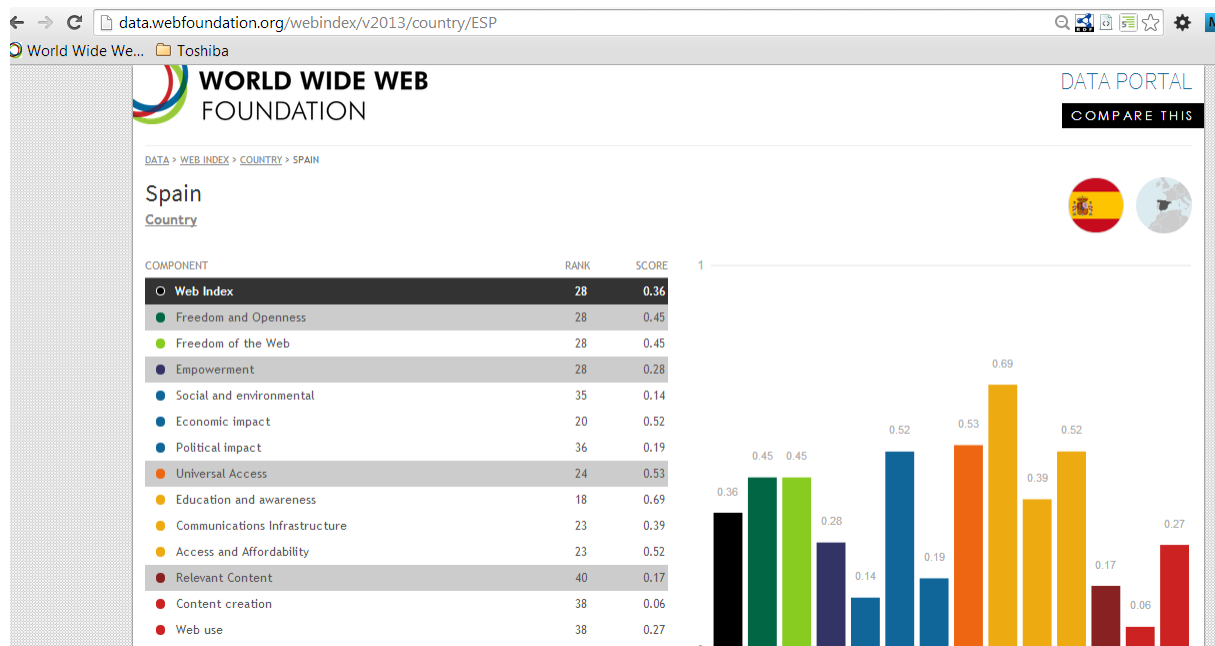 data.webfoundation.org/webindex/v2013/country/ESP
World Wide We... Toshiba
WORLD WIDE WEB
FOUNDATION
DATA PORTAL
COMPARE THIS
DATA > WEB INDEX > COUNTRY > SPAIN
Spain
Country
COMPONENT RANK SCORE
Web Index 28 0.36
Freedom and Openness 28 0.45
Freedom of the Web 28 0.45
Empowerment 28 0.28
Social and environmental 35 0.14
Economic impact 20 0.52
Political impact 36 0.19
Universal Access 24 0.53
Education and awareness 18 0.69
Communications Infrastructure 23 0.39
Access and Affordability 23 0.52
Relevant Content 40 0.17
Content creation 38 0.06
Web use 38 0.27
1
0.36
0.45
0.45
0.28
0.14
0.52
0.19
0.53
0.69
0.39
0.52
0.17
0.06
0.27